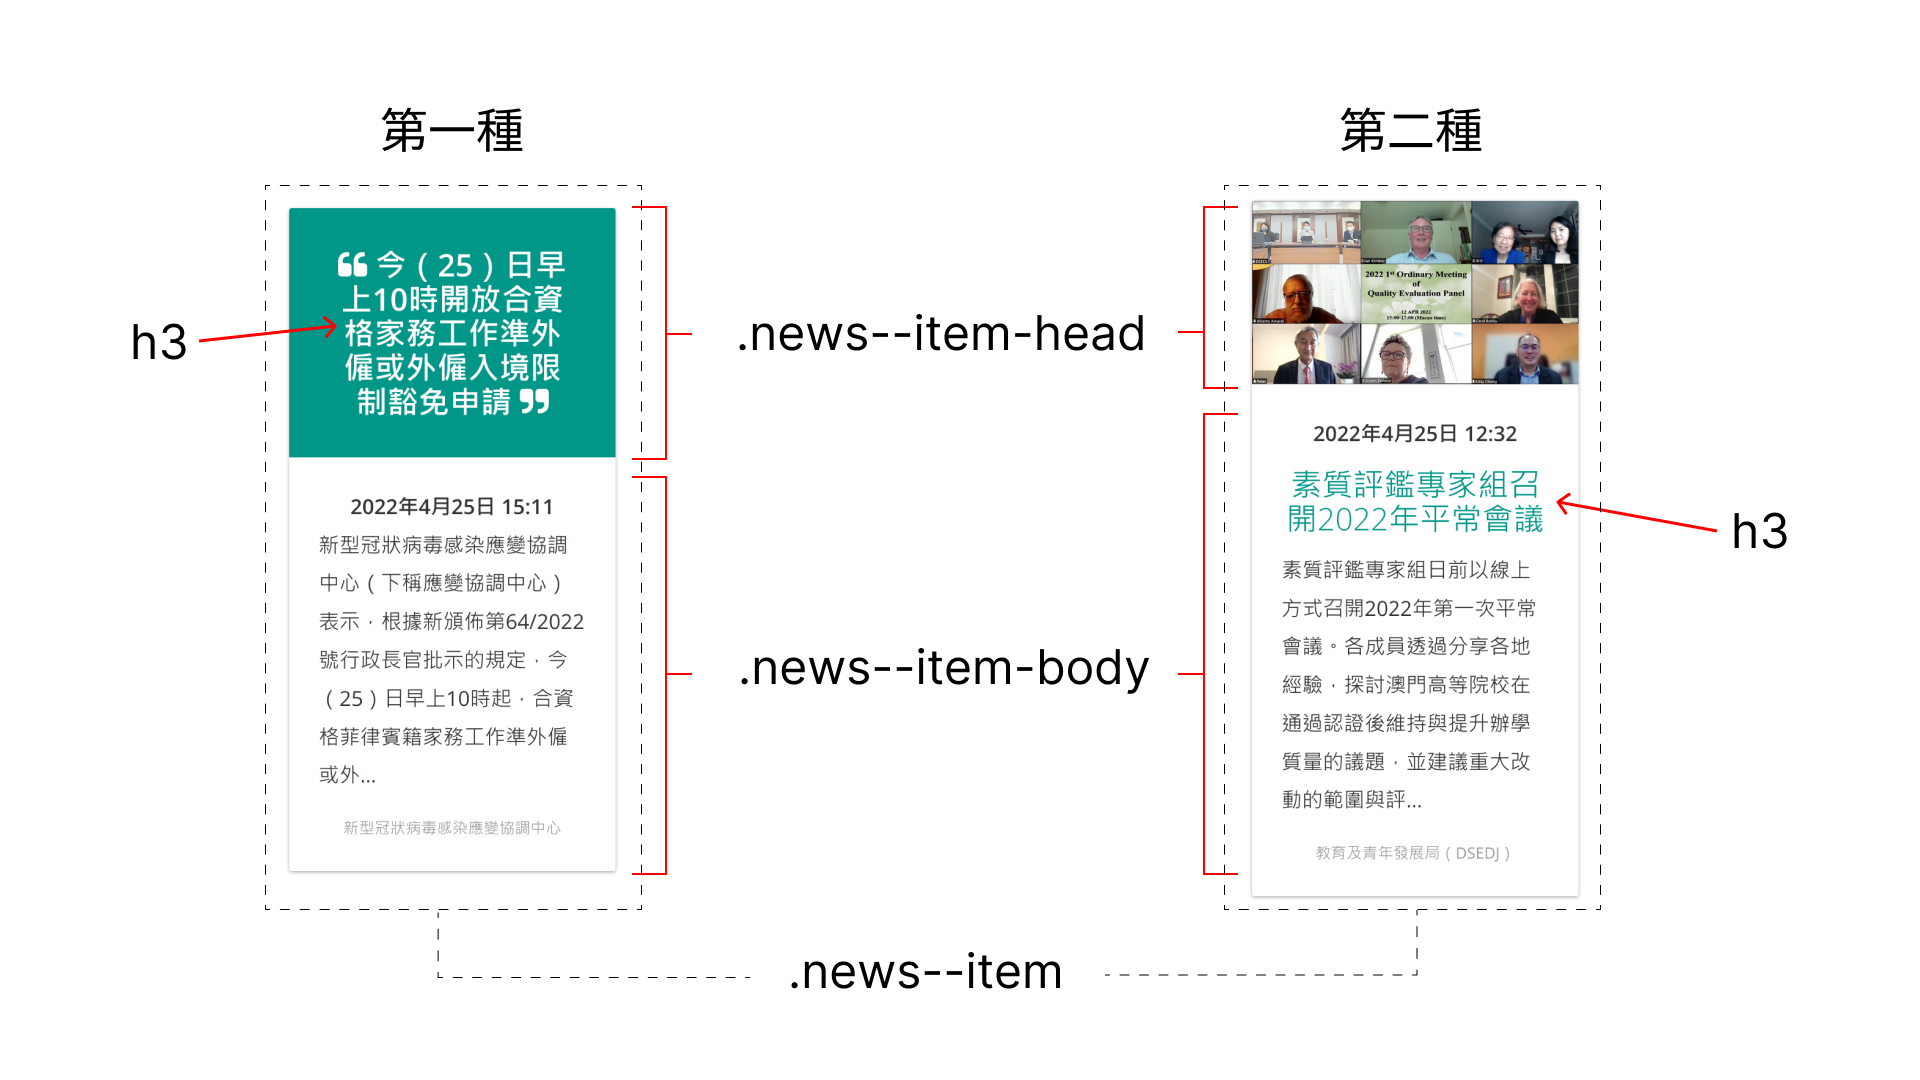 第一種
第二種
h3
❝ 今（25）日早
上10時開放合資
格家務工作準外
僱或外僱入境限
制豁免申請 ❞
2022年4月25日 15:11
新型冠狀病毒感染應變協調
中心（下稱應變協調中心）
表示，根據新頒佈第64/2022
號行政長官批示的規定，今
（25）日早上10時起，合資
格菲律賓籍家務工作準外僱
或外...
新型冠狀病毒感染應變協調中心
.news--item-head
.news--item-body
.news--item
2022 1st Ordinary Meeting
of
Quality Evaluation Panel
12 APR 2022
15:00-17:00 (Macao time)
2022年4月25日 12:32
素質評鑑專家組召
開2022年平常會議
素質評鑑專家組日前以線上
方式召開2022年第一次平常
會議。各成員透過分享各地
經驗，探討澳門高等院校在
通過認證後維持與提升辦學
質量的議題，並建議重大改
動的範圍與評...
教育及青年發展局（DSEDJ）
h3